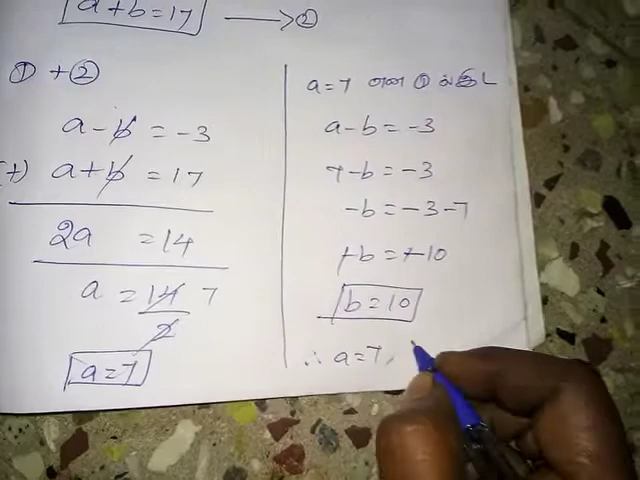 a+b=17 → ②
① + ②
a-b = -3
(+) a+b = 17
2a = 14
a = 14/2 7
a=7
a=7 என ① ல்
a-b=-3
7-b=-3
-b=-3-7
-b=-10
b=10
∴ a=7,